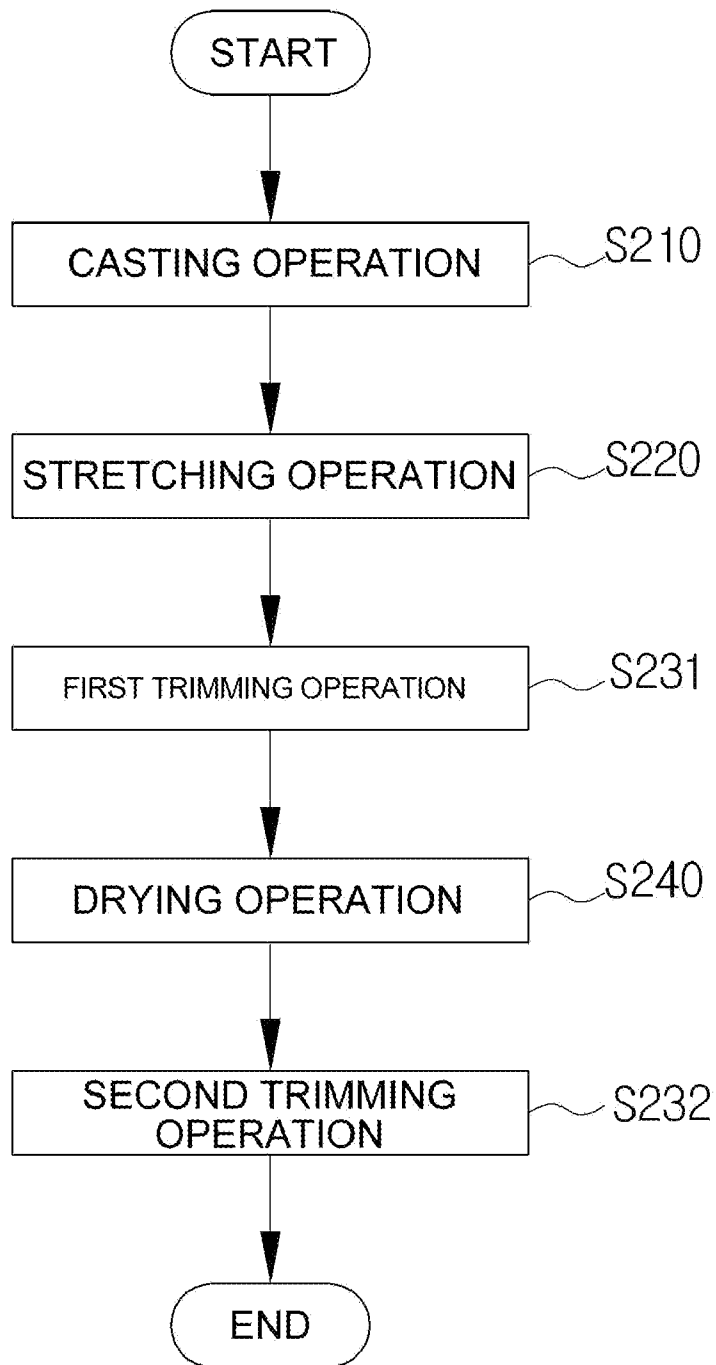 START
CASTING OPERATION
S210
STRETCHING OPERATION
S220
FIRST TRIMMING OPERATION
S231
DRYING OPERATION
S240
SECOND TRIMMING
OPERATION
S232
END